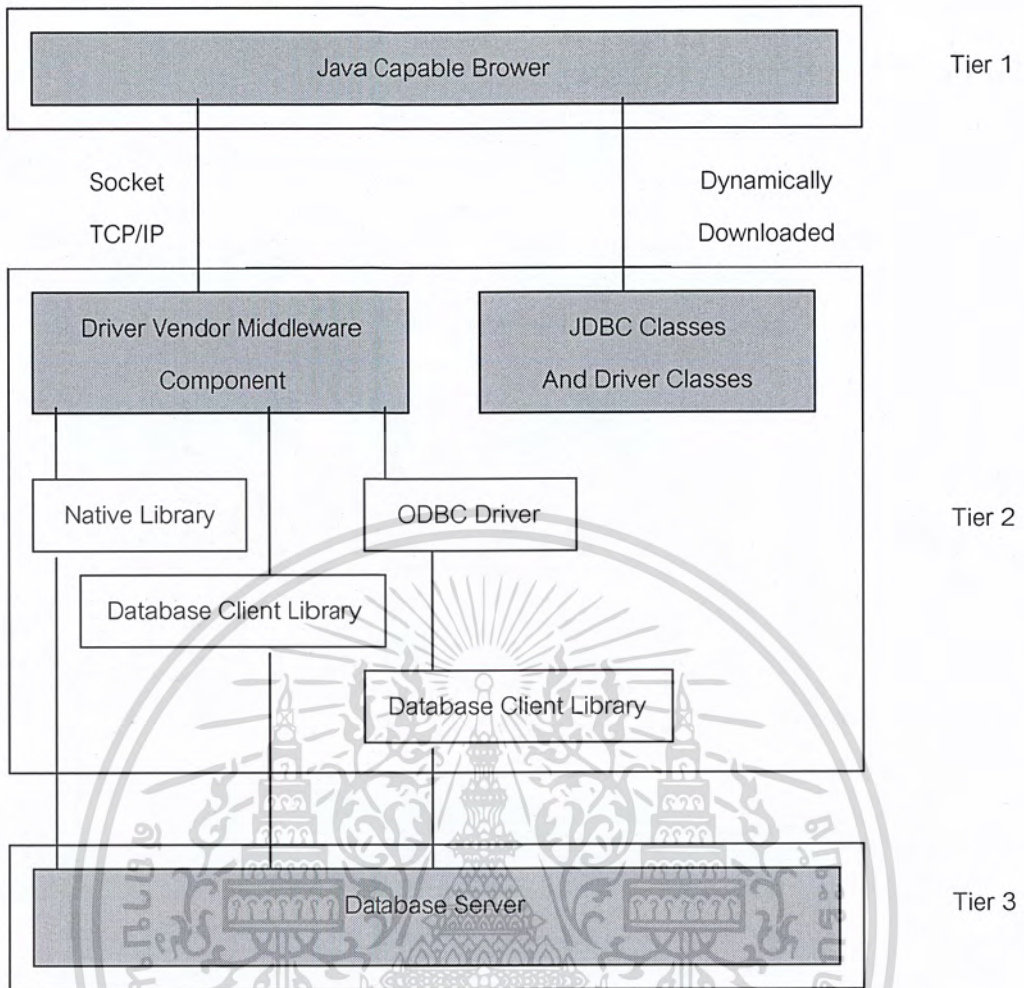 Java Capable Brower
Tier 1
Socket
TCP/IP
Dynamically
Downloaded
Driver Vendor Middleware
Component
JDBC Classes
And Driver Classes
Native Library
ODBC Driver
Tier 2
Database Client Library
Database Client Library
Database Server
Tier 3